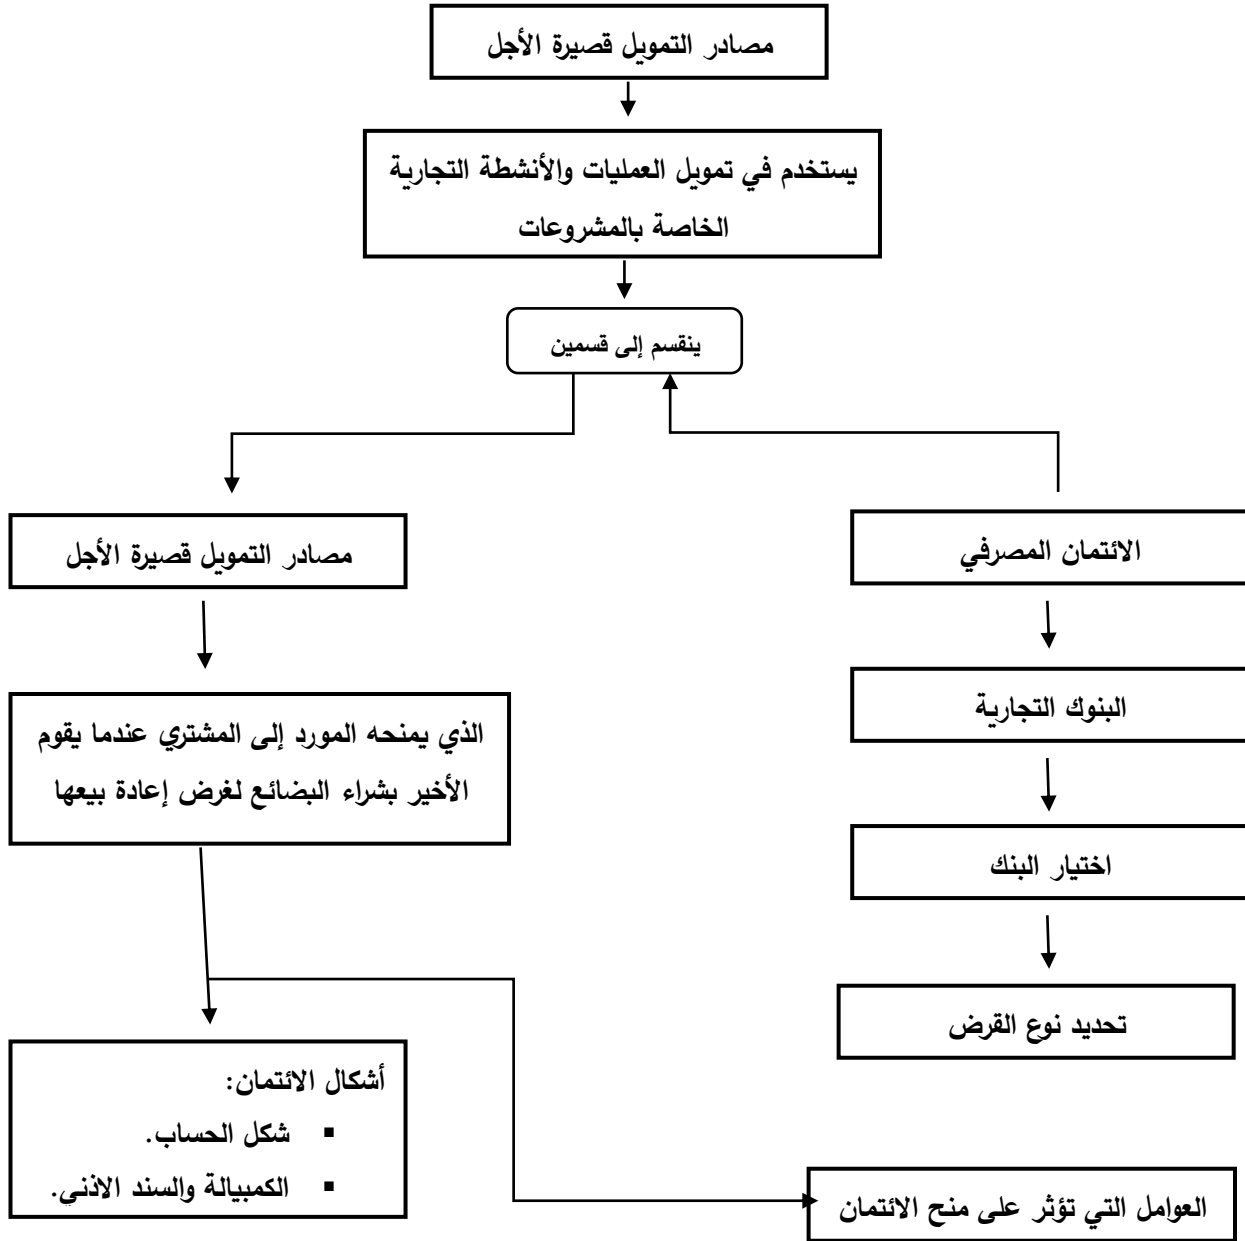 مصادر التمويل قصيرة الأجل
يستخدم في تمويل العمليات والأنشطة التجارية
الخاصة بالمشروعات
ينقسم إلى قسمين
الائتمان المصرفي
مصادر التمويل قصيرة الأجل
البنوك التجارية
الذي يمنحه المورد إلى المشتري عندما يقوم
الأخير بشراء البضائع لغرض إعادة بيعها
اختيار البنك
تحديد نوع القرض
أشكال الائتمان:
▪ شكل الحساب.
▪ الكمبيالة والسند الاذني.
العوامل التي تؤثر على منح الائتمان